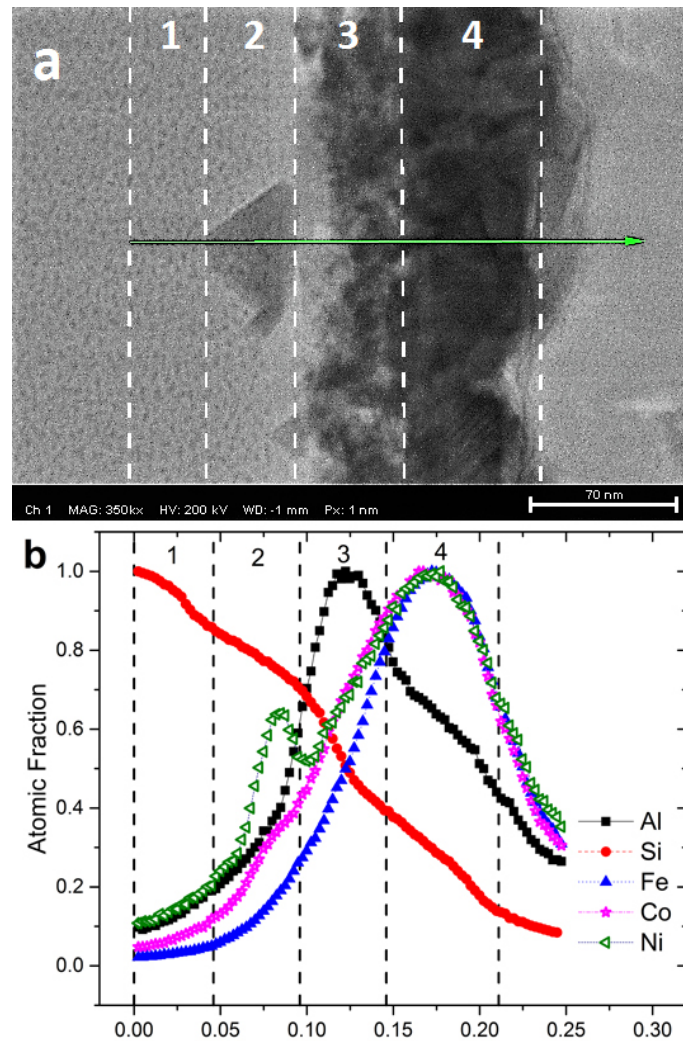 1 2 3 4
a
Ch 1 MAG: 350kx HV: 200 kV WD: -1 mm Px: 1 nm
70 nm
b
1 2 3 4
1.0
0.8
0.6
0.4
0.2
0.0
Atomic Fraction
Al
Si
Fe
Co
Ni
0.00 0.05 0.10 0.15 0.20 0.25 0.30